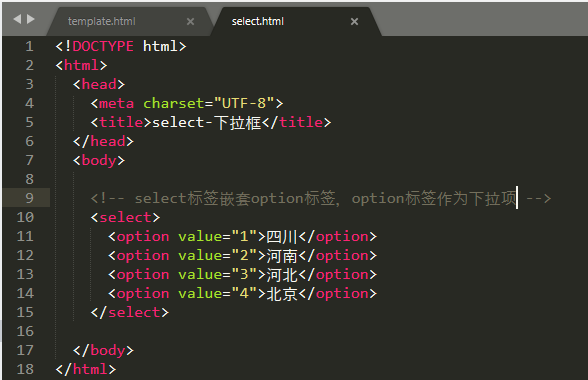 template.html × select.html ×
1 <!DOCTYPE html>
2 <html>
3 <head>
4 <meta charset="UTF-8">
5 <title>select-下拉框</title>
6 </head>
7 <body>
8
9 <!-- select标签嵌套option标签，option标签作为下拉项 -->
10 <select>
11 <option value="1">四川</option>
12 <option value="2">河南</option>
13 <option value="3">河北</option>
14 <option value="4">北京</option>
15 </select>
16
17 </body>
18 </html>